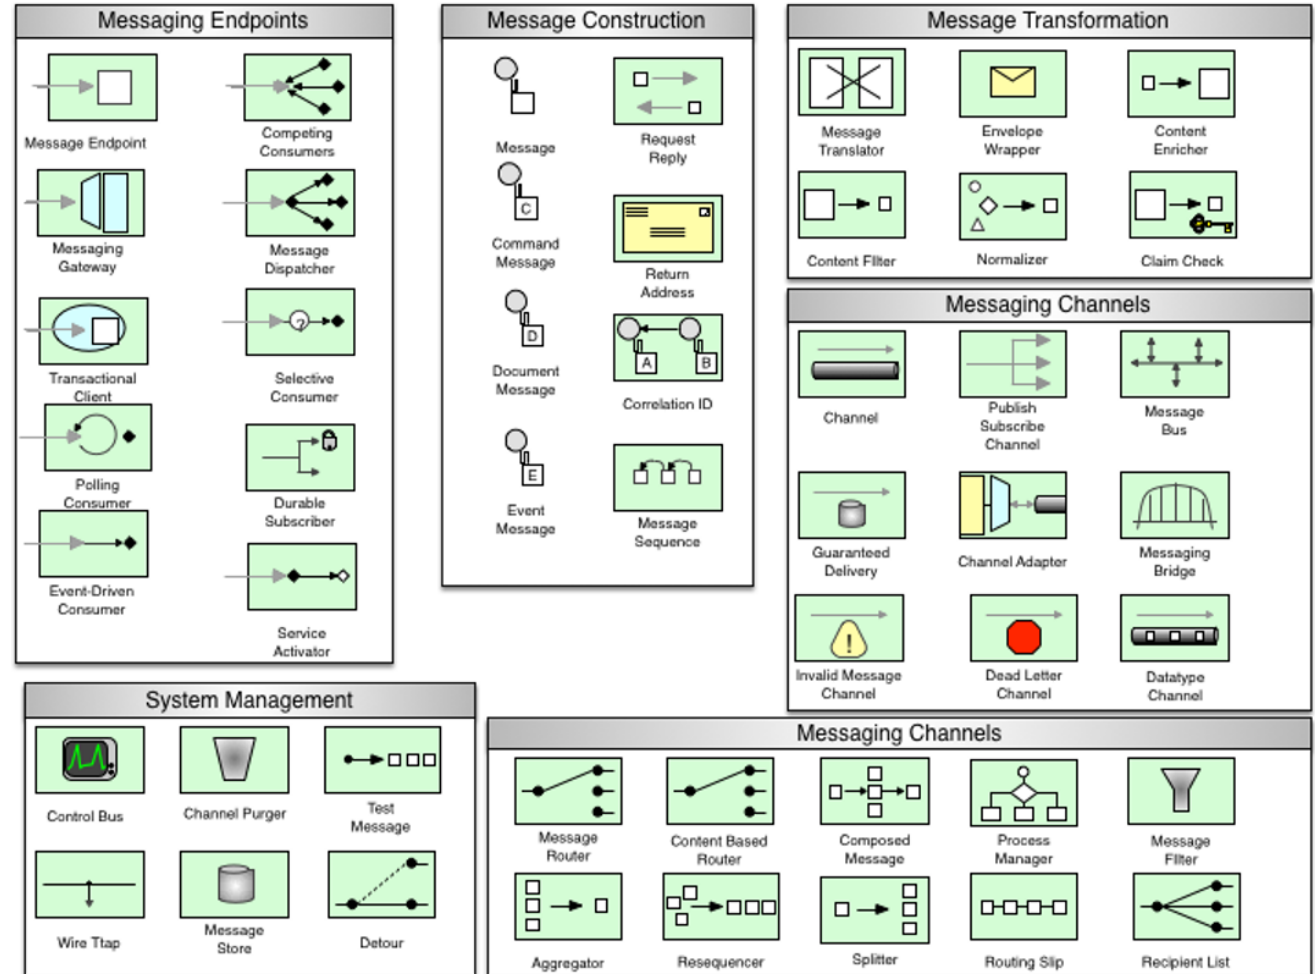 Messaging Endpoints
Message Endpoint
Competing
Consumers
Messaging
Gateway
Message
Dispatcher
Transactional
Client
?
Selective
Consumer
Polling
Consumer
Durable
Subscriber
Event-Driven
Consumer
Service
Activator
Message Construction
Message
Request
Reply
C
Command
Message
Return
Address
D
Document
Message
A
B
Correlation ID
E
Event
Message
Message
Sequence
Message Transformation
Message
Translator
Envelope
Wrapper
Content
Enricher
Content FIlter
Normalizer
Claim Check
Messaging Channels
Channel
Publish
Subscribe
Channel
Message
Bus
Guaranteed
Delivery
Channel Adapter
Messaging
Bridge
!
Invalid Message
Channel
Dead Letter
Channel
Datatype
Channel
System Management
Control Bus
Channel Purger
Test
Message
Wire Ttap
Message
Store
Detour
Messaging Channels
Message
Router
Content Based
Router
Composed
Message
Process
Manager
Message
FIlter
Aggregator
Resequencer
Splitter
Routing Slip
Recipient List